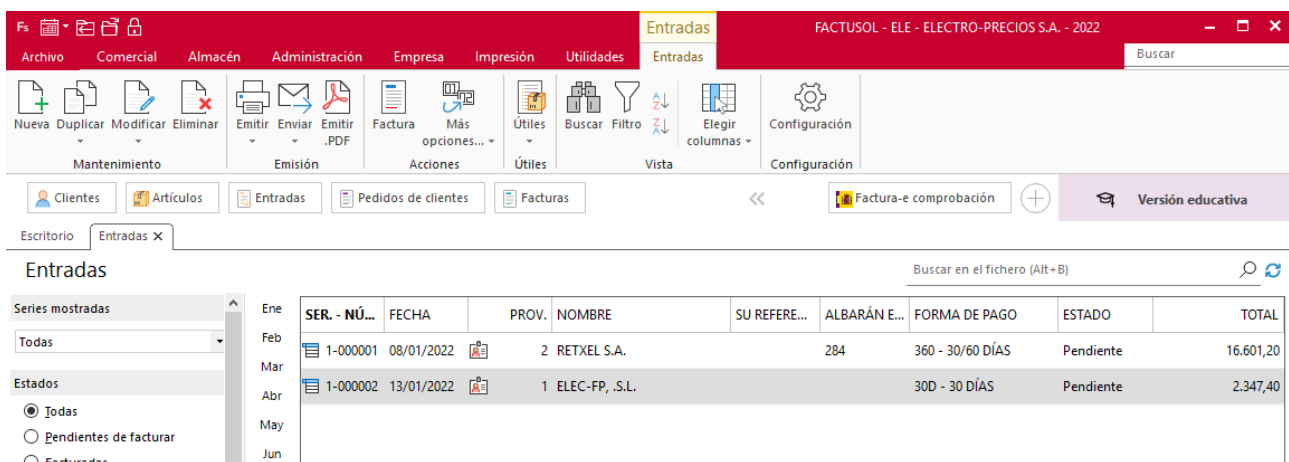 Fs
Entradas
FACTUSOL - ELE - ELECTRO-PRECIOS S.A. - 2022
Archivo Comercial Almacén Administración Empresa Impresión Utilidades Entradas Buscar
Nueva Duplicar Modificar Eliminar Emitir Enviar Emitir .PDF Factura Más opciones... Útiles Buscar Filtro Elegir columnas Configuración
Mantenimiento Emisión Acciones Útiles Vista Configuración
Clientes Artículos Entradas Pedidos de clientes Facturas Factura-e comprobación Versión educativa
Escritorio Entradas
Entradas Buscar en el fichero (Alt+B)
Series mostradas
Todas
Estados
Todas
Pendientes de facturar
Facturadas
Ene
Feb
Mar
Abr
May
Jun
SER. - NÚ... FECHA PROV. NOMBRE SU REFERE... ALBARÁN E... FORMA DE PAGO ESTADO TOTAL
1-000001 08/01/2022 2 RETXEL S.A. 284 360 - 30/60 DÍAS Pendiente 16.601,20
1-000002 13/01/2022 1 ELEC-FP, .S.L. 30D - 30 DÍAS Pendiente 2.347,40